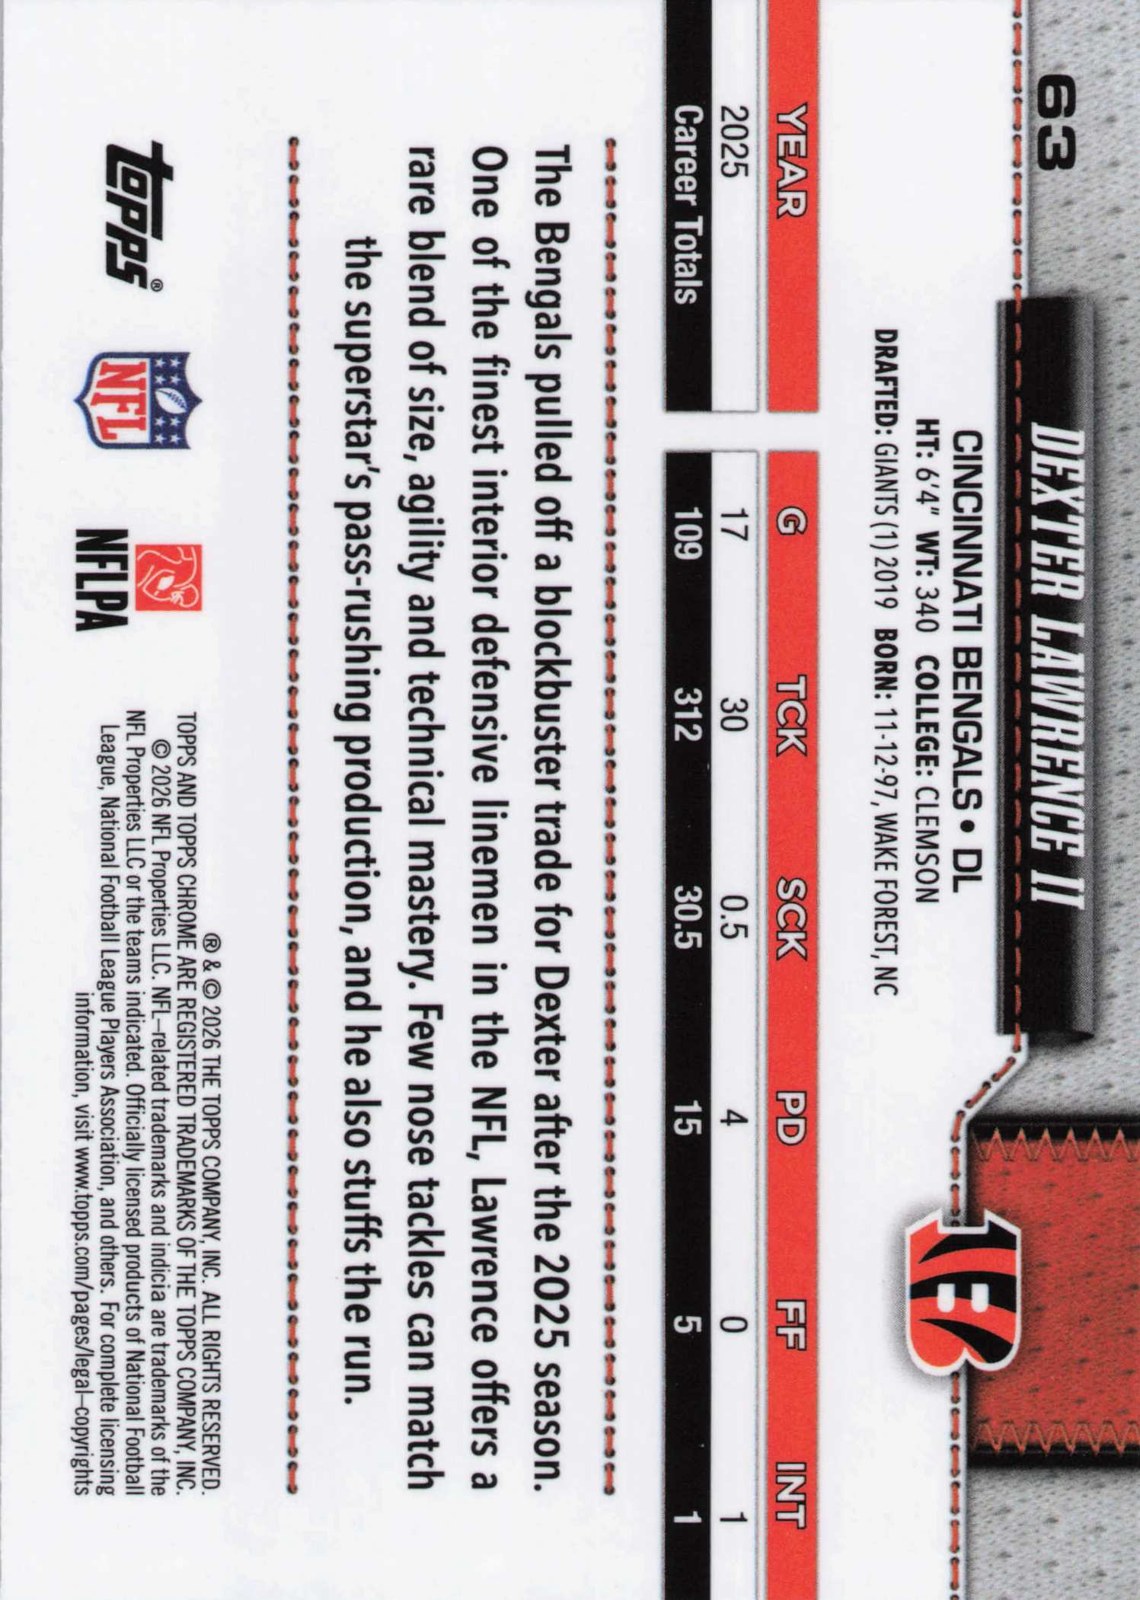 63
DEXTER LAWRENCE II
CINCINNATI BENGALS • DL
HT: 6'4" WT: 340 COLLEGE: CLEMSON
DRAFTED: GIANTS (1) 2019 BORN: 11-12-97, WAKE FOREST, NC
YEAR G TCK SCK PD FF INT
2025 17 30 0.5 4 0 1
Career Totals 109 312 30.5 15 5 1
The Bengals pulled off a blockbuster trade for Dexter after the 2025 season.
One of the finest interior defensive linemen in the NFL, Lawrence offers a
rare blend of size, agility and technical mastery. Few nose tackles can match
the superstar's pass-rushing production, and he also stuffs the run.
Topps®
NFL
NFLPA
® & © 2026 THE TOPPS COMPANY, INC. ALL RIGHTS RESERVED.
TOPPS AND TOPPS CHROME ARE REGISTERED TRADEMARKS OF THE TOPPS COMPANY, INC.
© 2026 NFL Properties LLC. NFL-related trademarks and indicia are trademarks of the
NFL Properties LLC or the teams indicated. Officially licensed products of National Football
League, National Football League Players Association, and others. For complete licensing
information, visit www.topps.com/pages/legal-copyrights